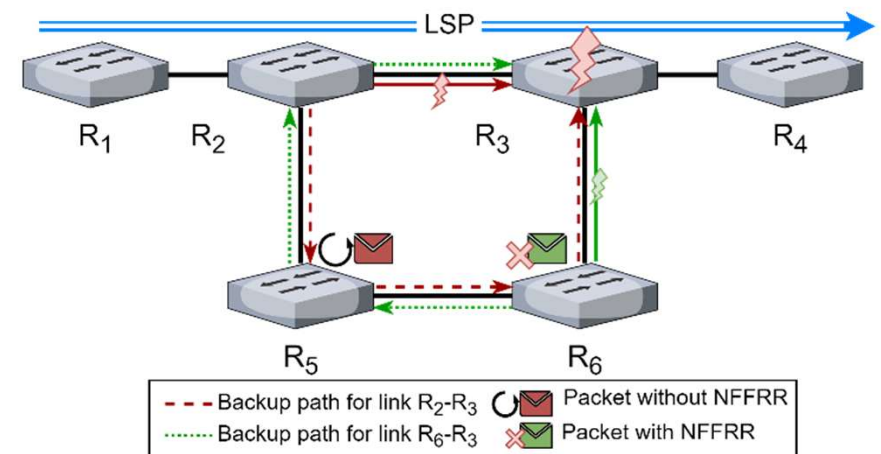 LSP
R1 R2 R3 R4
R5 R6
Backup path for link R2-R3 Packet without NFFRR
Backup path for link R6-R3 Packet with NFFRR